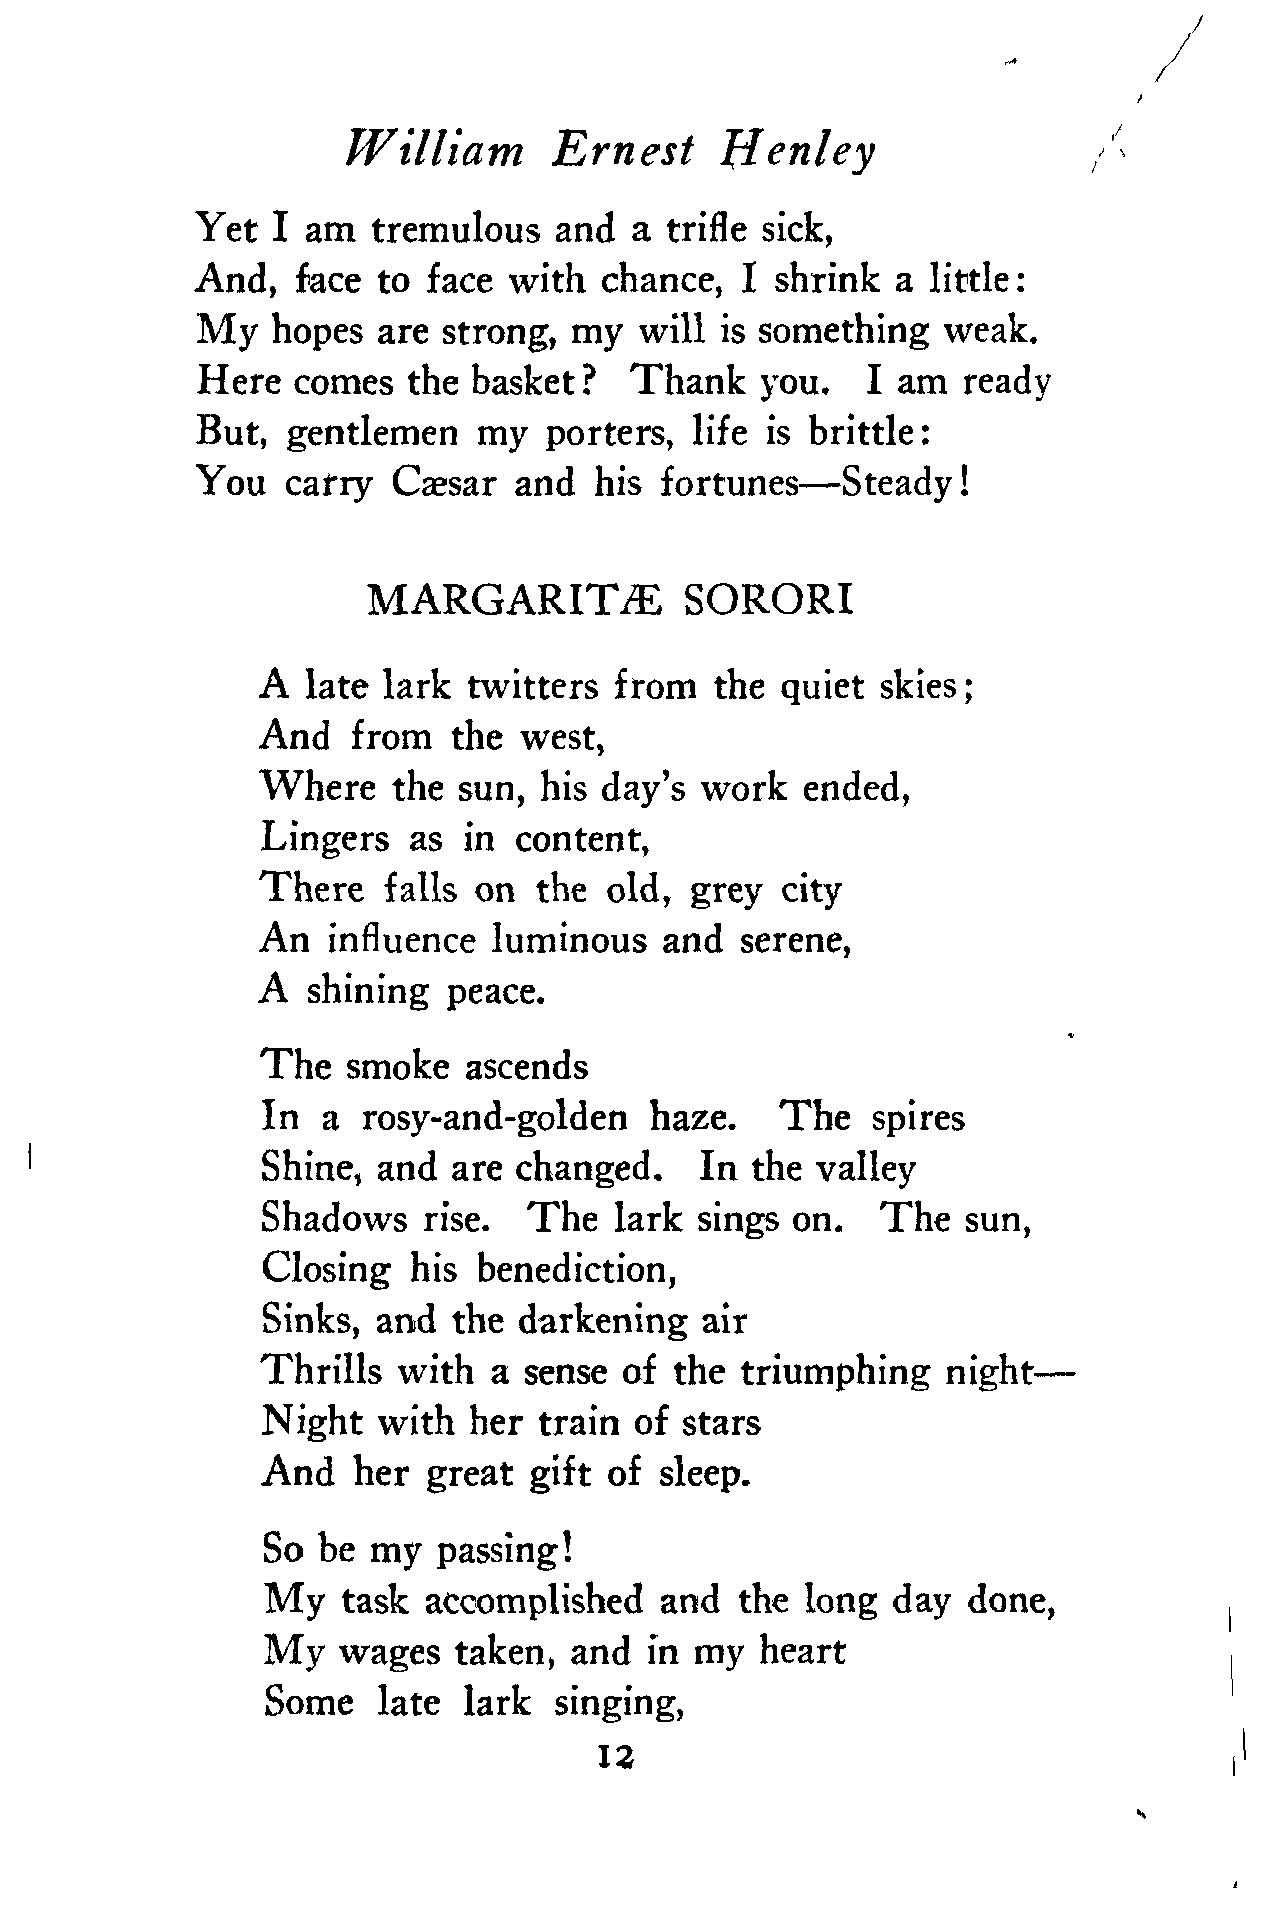 William Ernest Henley
Yet I am tremulous and a trifle sick,
And, face to face with chance, I shrink a little:
My hopes are strong, my will is something weak.
Here comes the basket? Thank you. I am ready
But, gentlemen my porters, life is brittle:
You carry Cæsar and his fortunes—Steady!
MARGARITÆ SORORI
A late lark twitters from the quiet skies;
And from the west,
Where the sun, his day's work ended,
Lingers as in content,
There falls on the old, grey city
An influence luminous and serene,
A shining peace.
The smoke ascends
In a rosy-and-golden haze. The spires
Shine, and are changed. In the valley
Shadows rise. The lark sings on. The sun,
Closing his benediction,
Sinks, and the darkening air
Thrills with a sense of the triumphing night—
Night with her train of stars
And her great gift of sleep.
So be my passing!
My task accomplished and the long day done,
My wages taken, and in my heart
Some late lark singing,
12